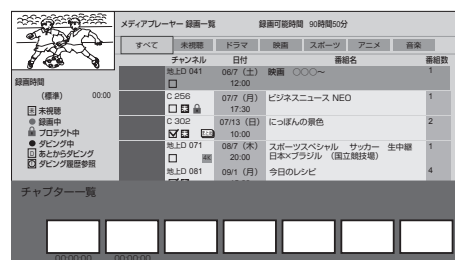 メディアプレーヤー 録画一覧 録画可能時間 90時間50分
すべて 未視聴 ドラマ 映画 スポーツ アニメ 音楽
チャンネル 日付 番組名 番組数
地上D 041 06/7 (土) 映画 ○○○〜 1
12:00
C 256 07/7 (月) ビジネスニュース NEO 1
17:30
C 302 07/13 (日) にっぽんの景色 2
10:00
地上D 071 08/7 (木) スポーツスペシャル サッカー 生中継 1
4K 20:00 日本×ブラジル (国立競技場)
地上D 081 09/1 (月) 今日のレシピ 4
録画時間
(標準) 00:00
未 未視聴
録画中
プロテクト中
ダビング中
あとからダビング
ダビング履歴参照
チャプター一覧
00:00:00 00:00:00